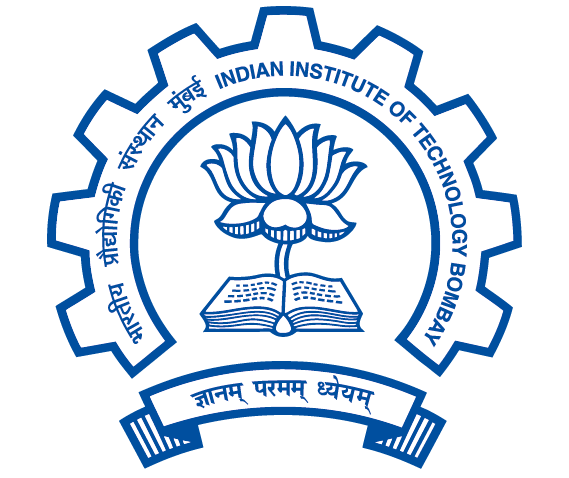 भारतीय प्रौद्योगिकी संस्थान मुंबई INDIAN INSTITUTE OF TECHNOLOGY BOMBAY
ज्ञानम् परमम् ध्येयम्